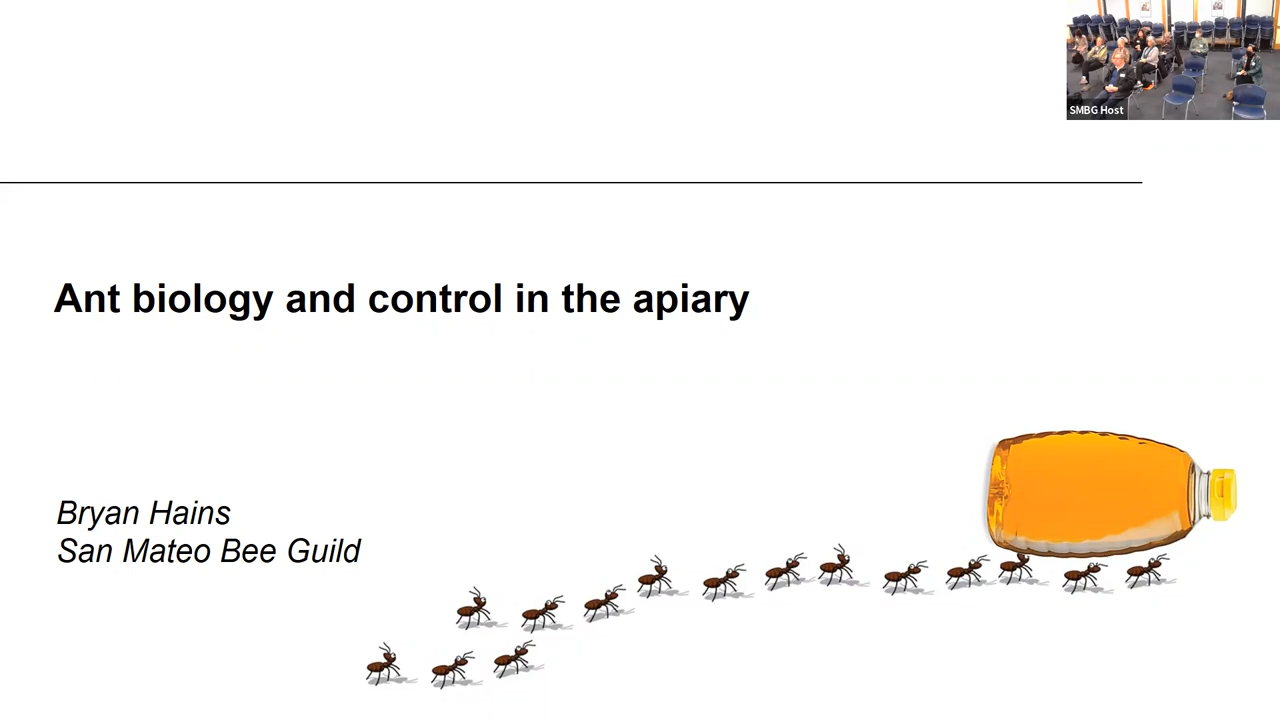 SMBG Host
Ant biology and control in the apiary
Bryan Hains
San Mateo Bee Guild